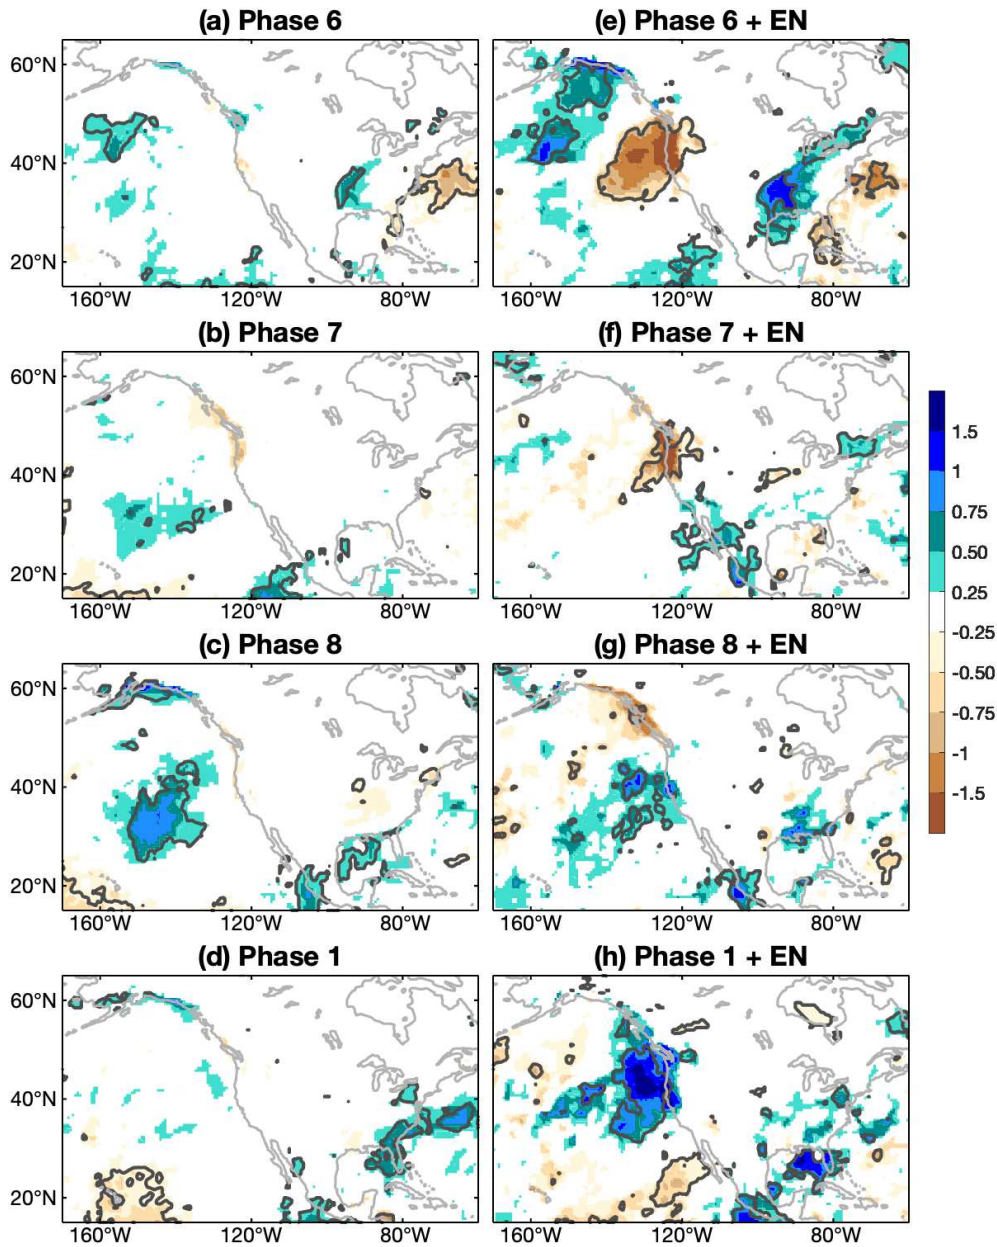 (a) Phase 6
(e) Phase 6 + EN
60°N
40°N
20°N
160°W 120°W 80°W
160°W 120°W 80°W
(b) Phase 7
(f) Phase 7 + EN
60°N
40°N
20°N
160°W 120°W 80°W
160°W 120°W 80°W
(c) Phase 8
(g) Phase 8 + EN
60°N
40°N
20°N
160°W 120°W 80°W
160°W 120°W 80°W
(d) Phase 1
(h) Phase 1 + EN
60°N
40°N
20°N
160°W 120°W 80°W
160°W 120°W 80°W
1.5
1
0.75
0.50
0.25
-0.25
-0.50
-0.75
-1
-1.5